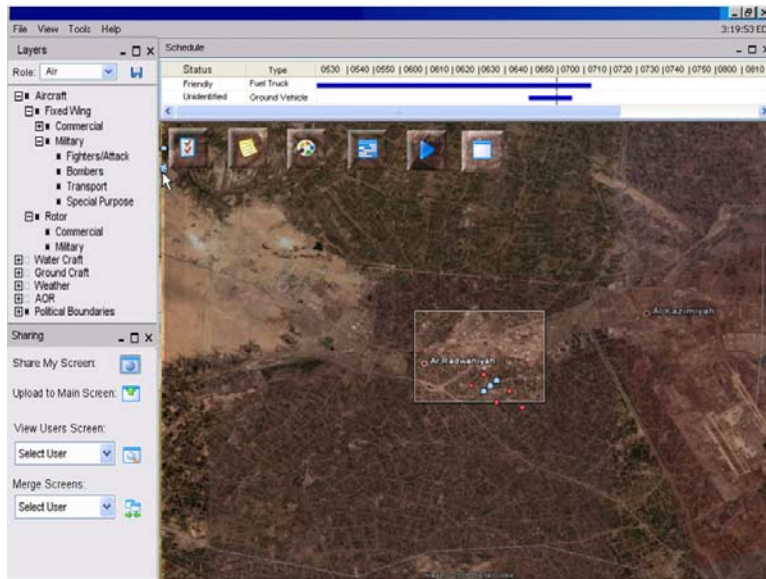 File View Tools Help
3:19:53 ED
Layers
Role: Air
Aircraft
Fixed Wing
Commercial
Military
Fighters/Attack
Bombers
Transport
Special Purpose
Rotor
Commercial
Military
Water Craft
Ground Craft
Weather
AOR
Political Boundaries
Sharing
Share My Screen:
Upload to Main Screen:
View Users Screen:
Select User
Merge Screens:
Select User
Schedule
Status Type 0530 | 0540 | 0550 | 0600 | 0610 | 0620 | 0630 | 0640 | 0650 | 0700 | 0710 | 0720 | 0730 | 0740 | 0750 | 0800 | 0810
Friendly Fuel Truck
Unidentified Ground Vehicle
Al Kazimiyah
Ar Radwaniyah